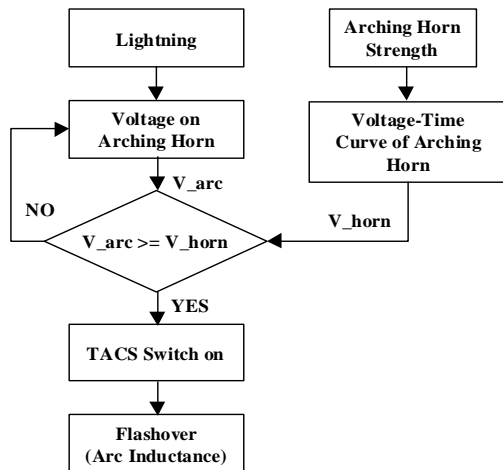 Lightning
Arching Horn
Strength
Voltage on
Arching Horn
Voltage-Time
Curve of Arching
Horn
V_arc
NO
V_horn
V_arc >= V_horn
YES
TACS Switch on
Flashover
(Arc Inductance)